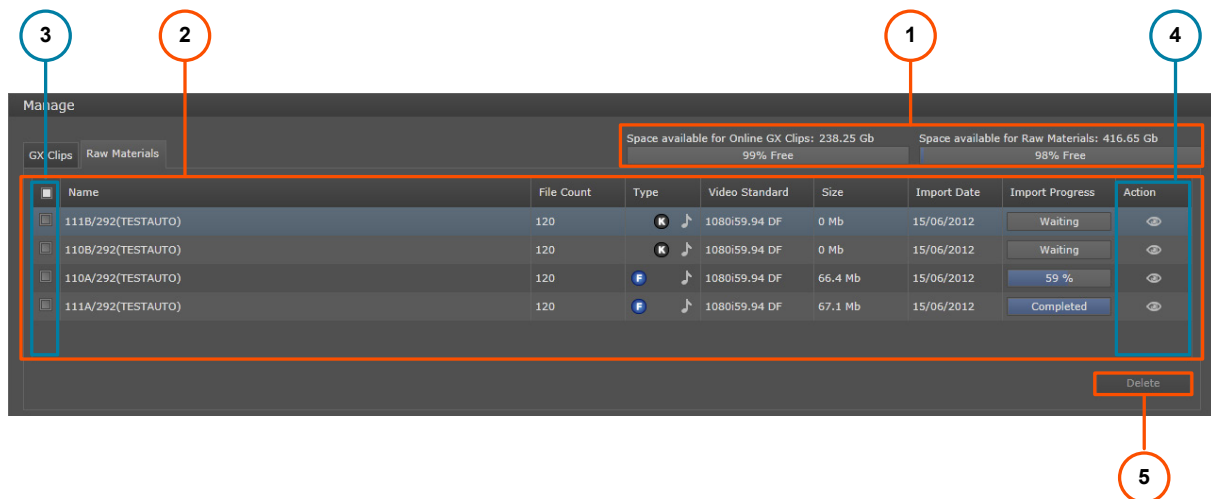 3 2 1 4
Manage
Space available for Online GX Clips: 238.25 Gb Space available for Raw Materials: 416.65 Gb
GX Clips Raw Materials 99% Free 98% Free
Name File Count Type Video Standard Size Import Date Import Progress Action
111B/292(TESTAUTO) 120 K 1080i59.94 DF 0 Mb 15/06/2012 Waiting
110B/292(TESTAUTO) 120 K 1080i59.94 DF 0 Mb 15/06/2012 Waiting
110A/292(TESTAUTO) 120 F 1080i59.94 DF 66.4 Mb 15/06/2012 59 %
111A/292(TESTAUTO) 120 F 1080i59.94 DF 67.1 Mb 15/06/2012 Completed
Delete
5